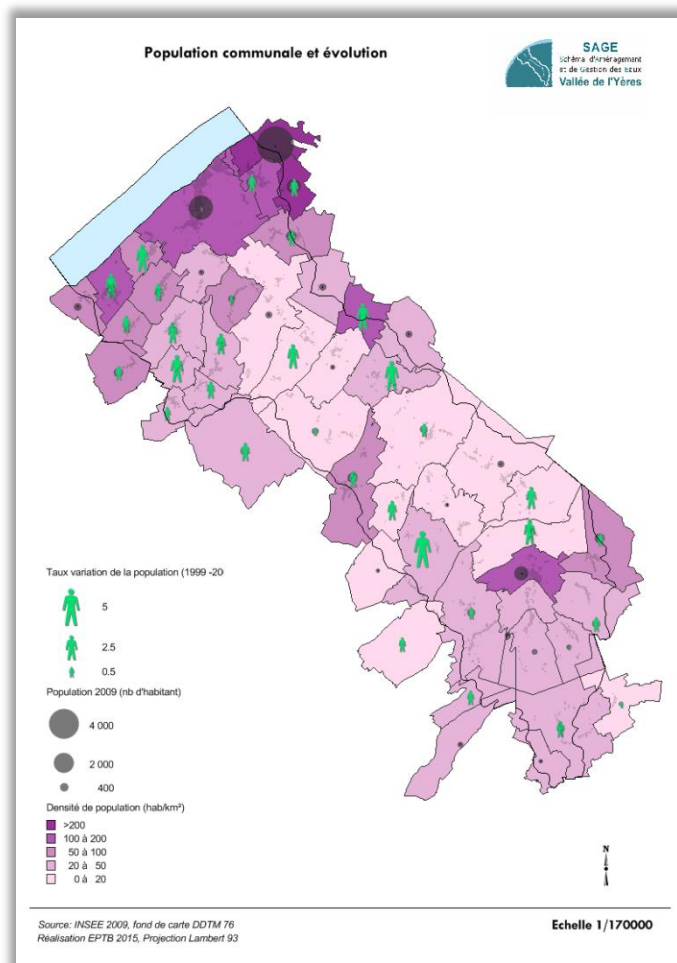 Population communale et évolution
SAGE
Schéma d'Aménagement
et de Gestion des Eaux
Vallée de l'Yères
Taux variation de la population (1999 -20
5
2.5
0.5
Population 2009 (nb d'habitant)
4 000
2 000
400
Densité de population (hab/km²)
>200
100 à 200
50 à 100
20 à 50
0 à 20
N
Source: INSEE 2009, fond de carte DDTM 76
Réalisation EPTB 2015, Projection Lambert 93
Echelle 1/170000